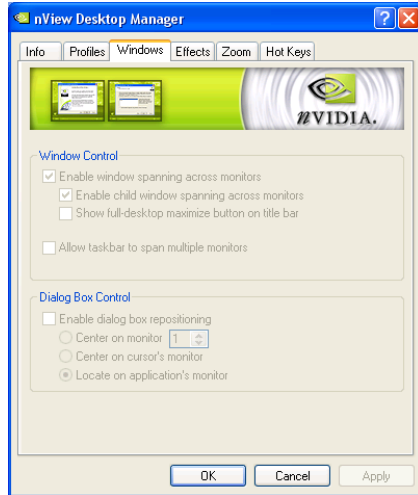 nView Desktop Manager
Info Profiles Windows Effects Zoom Hot Keys
nVIDIA.
Window Control
Enable window spanning across monitors
Enable child window spanning across monitors
Show full-desktop maximize button on title bar
Allow taskbar to span multiple monitors
Dialog Box Control
Enable dialog box repositioning
Center on monitor 1
Center on cursor's monitor
Locate on application's monitor
OK Cancel Apply